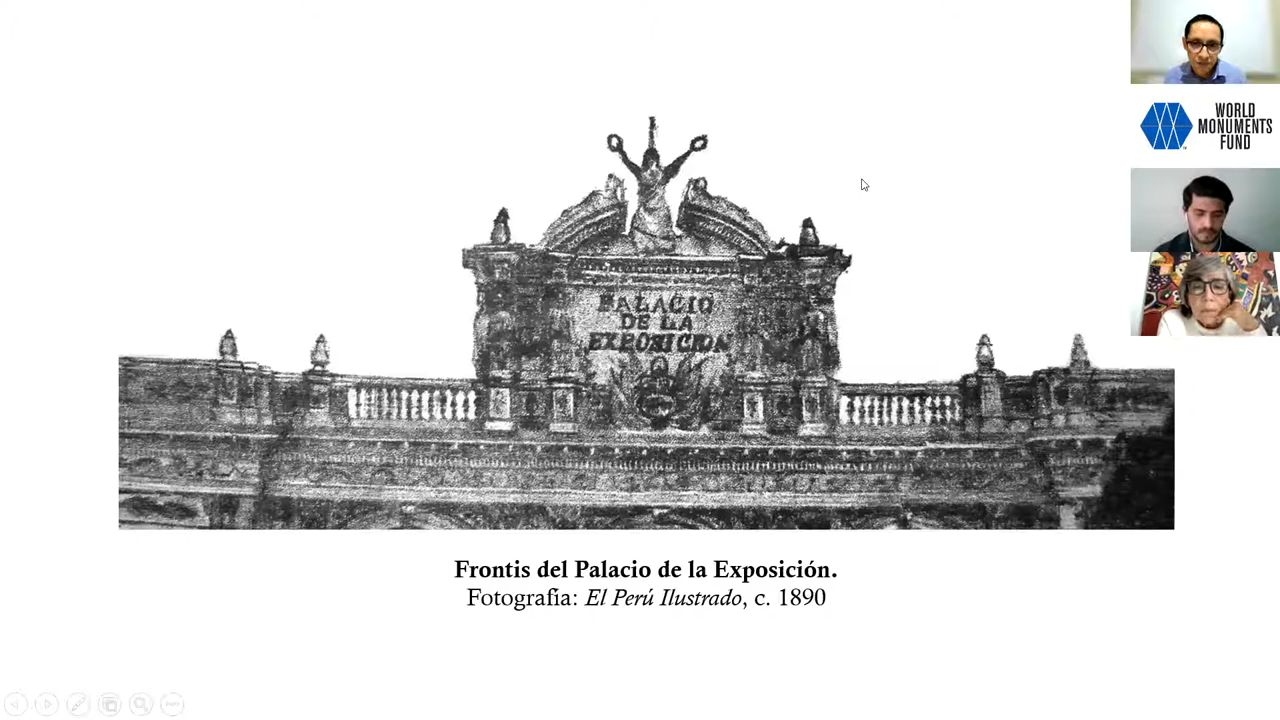 WORLD
MONUMENTS
FUND
PALACIO
DE LA
EXPOSICION
Frontis del Palacio de la Exposición.
Fotografía: El Perú Ilustrado, c. 1890